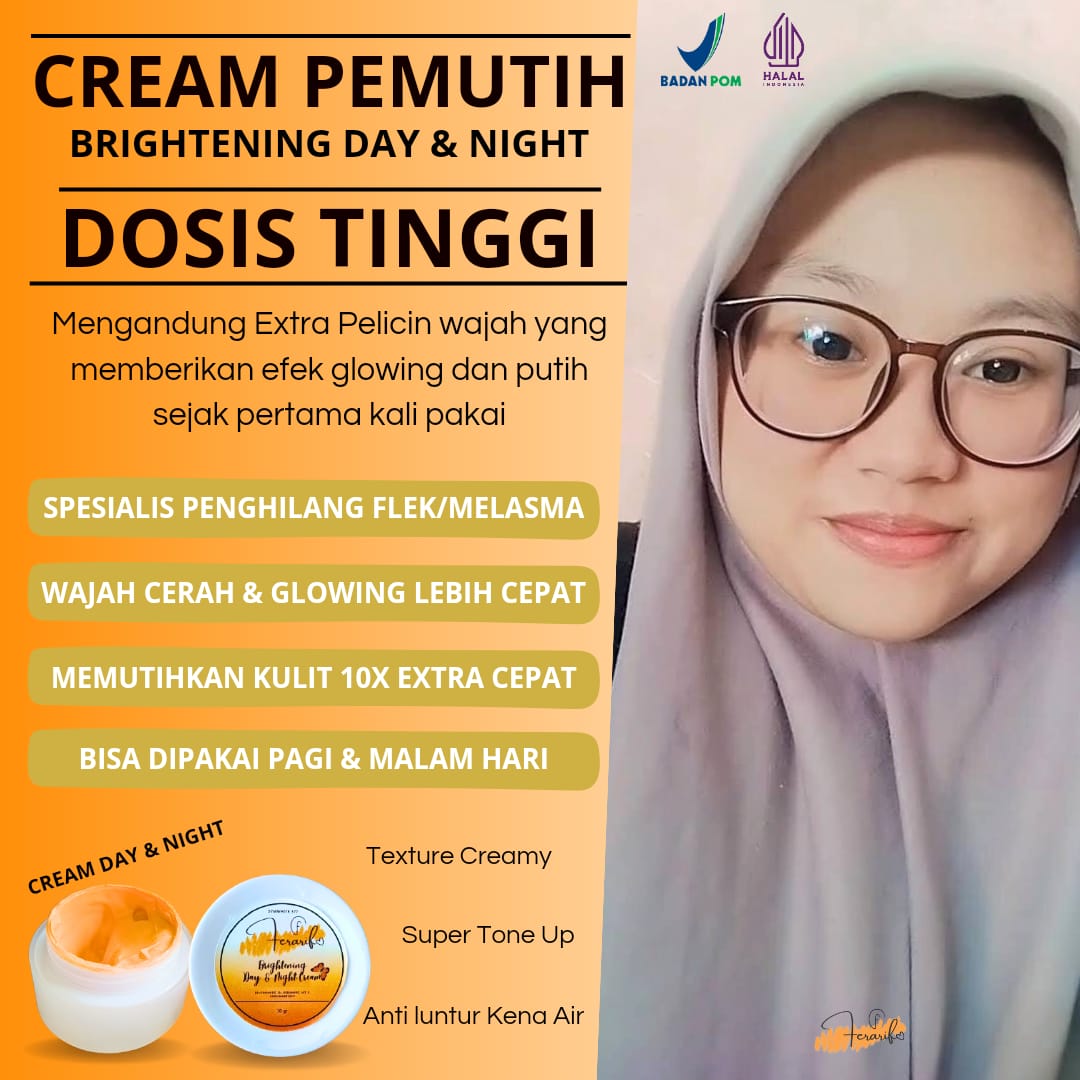 CREAM PEMUTIH
BRIGHTENING DAY & NIGHT
DOSIS TINGGI
Mengandung Extra Pelicin wajah yang
memberikan efek glowing dan putih
sejak pertama kali pakai
SPESIALIS PENGHILANG FLEK/MELASMA
WAJAH CERAH & GLOWING LEBIH CEPAT
MEMUTIHKAN KULIT 10X EXTRA CEPAT
BISA DIPAKAI PAGI & MALAM HARI
CREAM DAY & NIGHT
Texture Creamy
Super Tone Up
Anti luntur Kena Air
Ferarif
Brightening
Day & Night Cream
10 gr
BADAN POM
HALAL
INDONESIA
Ferarif